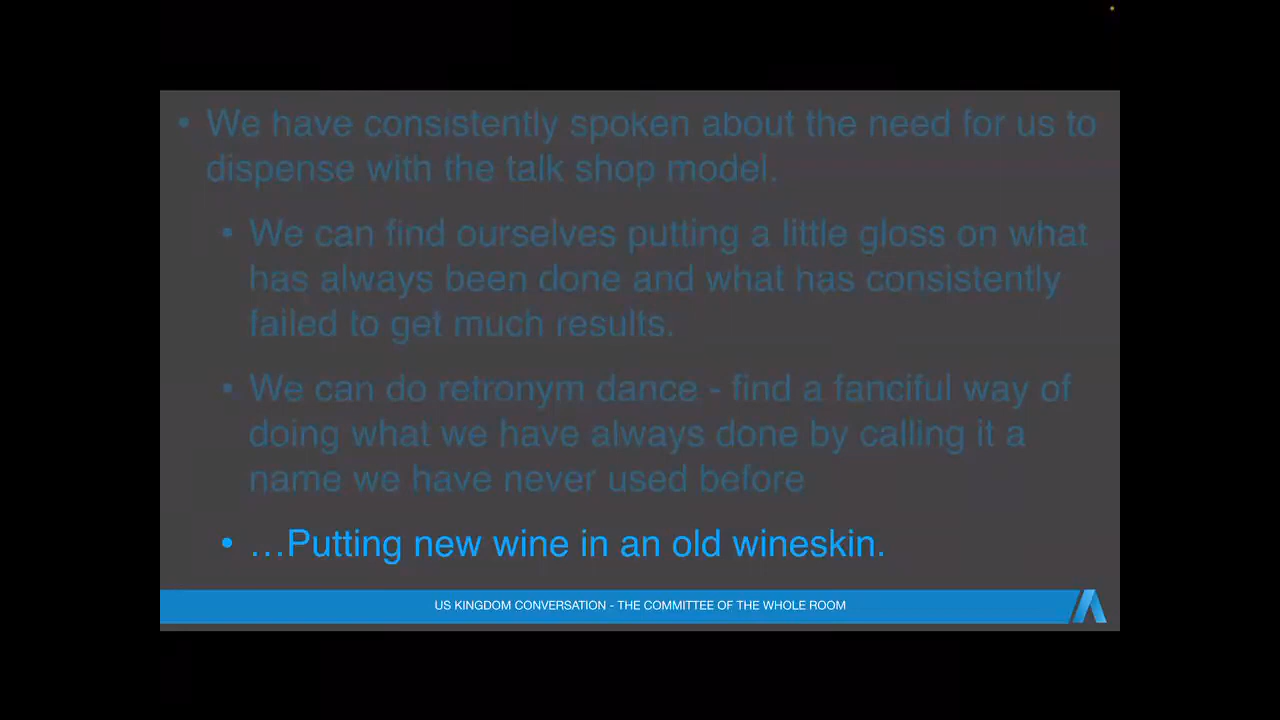 • We have consistently spoken about the need for us to
dispense with the talk shop model.
• We can find ourselves putting a little gloss on what
has always been done and what has consistently
failed to get much results.
• We can do retronym dance - find a fanciful way of
doing what we have always done by calling it a
name we have never used before
• …Putting new wine in an old wineskin.
US KINGDOM CONVERSATION - THE COMMITTEE OF THE WHOLE ROOM